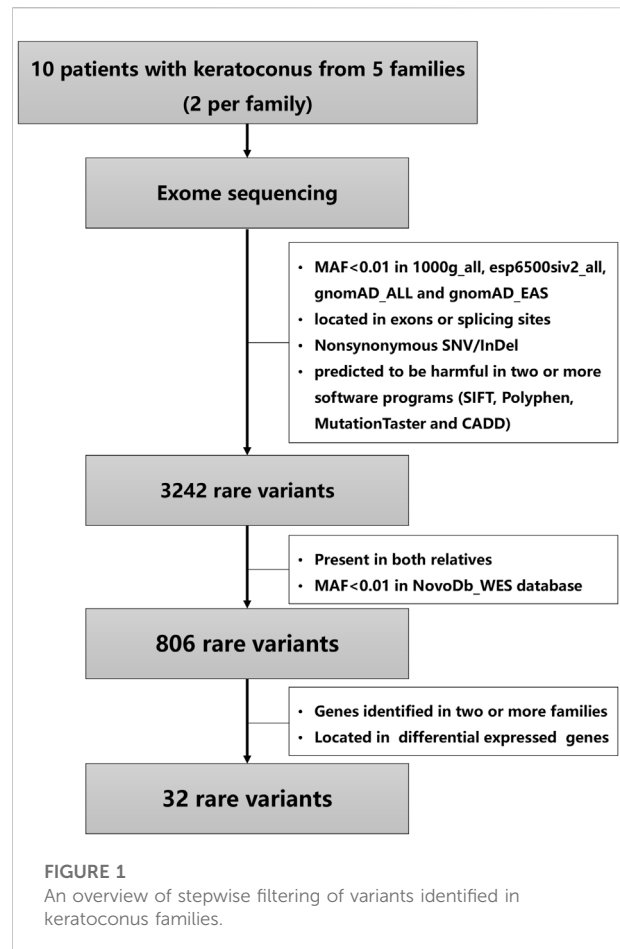 10 patients with keratoconus from 5 families
(2 per family)
Exome sequencing
• MAF<0.01 in 1000g_all, esp6500siv2_all,
gnomAD_ALL and gnomAD_EAS
• located in exons or splicing sites
• Nonsynonymous SNV/InDel
• predicted to be harmful in two or more
software programs (SIFT, Polyphen,
MutationTaster and CADD)
3242 rare variants
• Present in both relatives
• MAF<0.01 in NovoDb_WES database
806 rare variants
• Genes identified in two or more families
• Located in differential expressed genes
32 rare variants
FIGURE 1
An overview of stepwise filtering of variants identified in
keratoconus families.